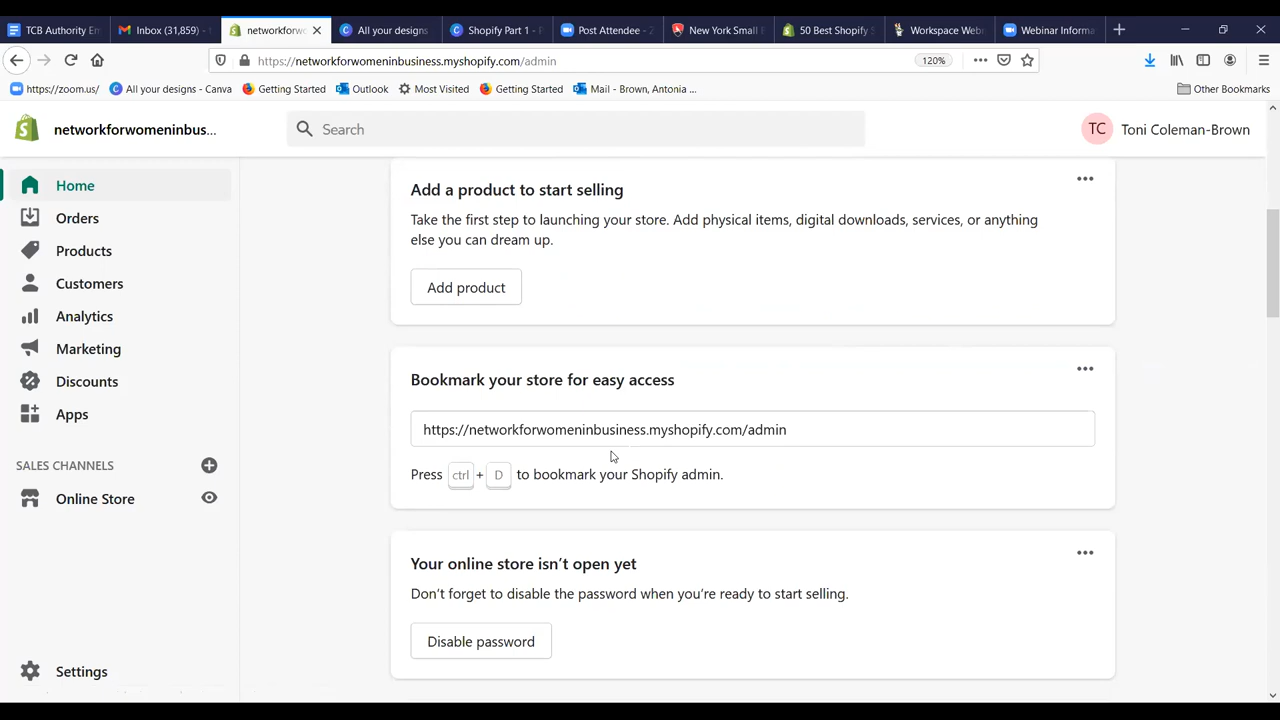 TCB Authority Em
Inbox (31,859) -
networkforwo
All your designs
Shopify Part 1 - P
Post Attendee - Z
New York Small B
50 Best Shopify S
Workspace Web
Webinar Informa
https://networkforwomeninbusiness.myshopify.com/admin
120%
https://zoom.us/
All your designs - Canva
Getting Started
Outlook
Most Visited
Getting Started
Mail - Brown, Antonia ...
Other Bookmarks
networkforwomeninbus...
Search
TC
Toni Coleman-Brown
Home
Orders
Products
Customers
Analytics
Marketing
Discounts
Apps
SALES CHANNELS
Online Store
Settings
Add a product to start selling
Take the first step to launching your store. Add physical items, digital downloads, services, or anything
else you can dream up.
Add product
Bookmark your store for easy access
https://networkforwomeninbusiness.myshopify.com/admin
Press ctrl + D to bookmark your Shopify admin.
Your online store isn't open yet
Don't forget to disable the password when you're ready to start selling.
Disable password